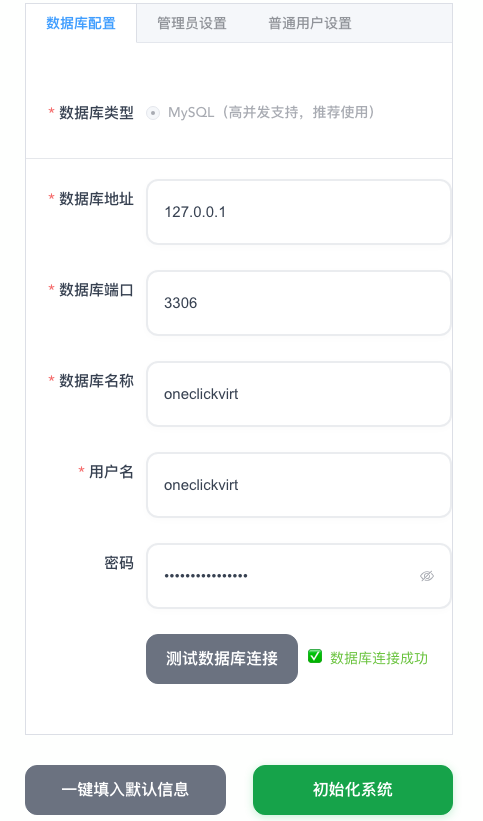 数据库配置 管理员设置 普通用户设置
* 数据库类型 MySQL（高并发支持，推荐使用）
* 数据库地址 127.0.0.1
* 数据库端口 3306
* 数据库名称 oneclickvirt
* 用户名 oneclickvirt
密码 ••••••••••••••••
测试数据库连接 ✅ 数据库连接成功
一键填入默认信息 初始化系统